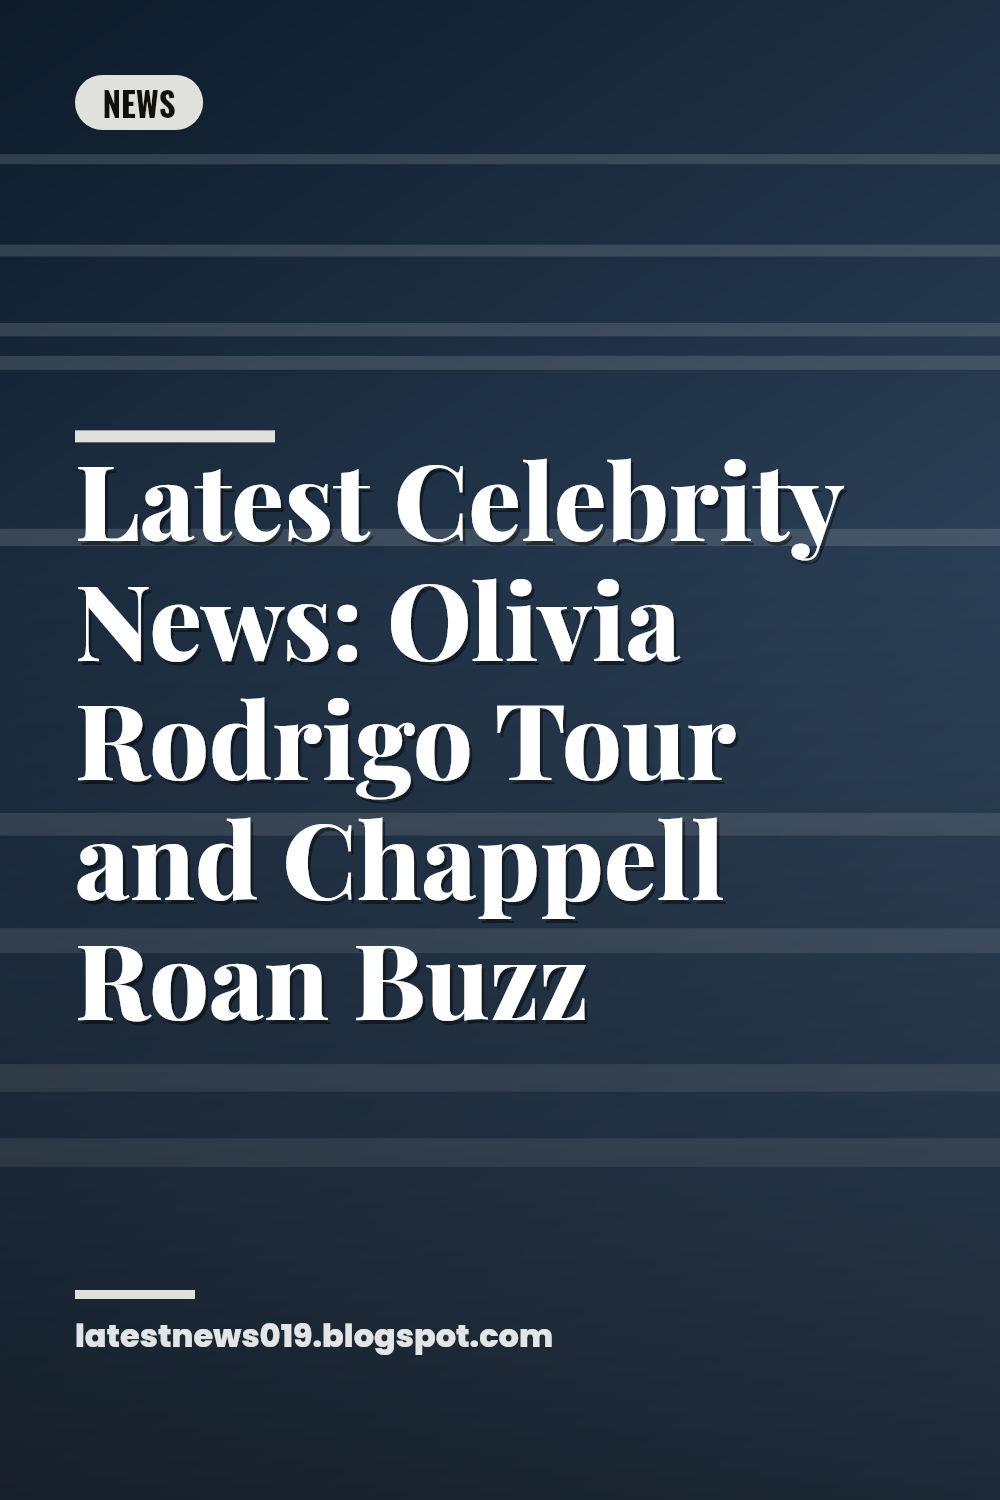 NEWS
Latest Celebrity
News: Olivia
Rodrigo Tour
and Chappell
Roan Buzz
latestnews019.blogspot.com